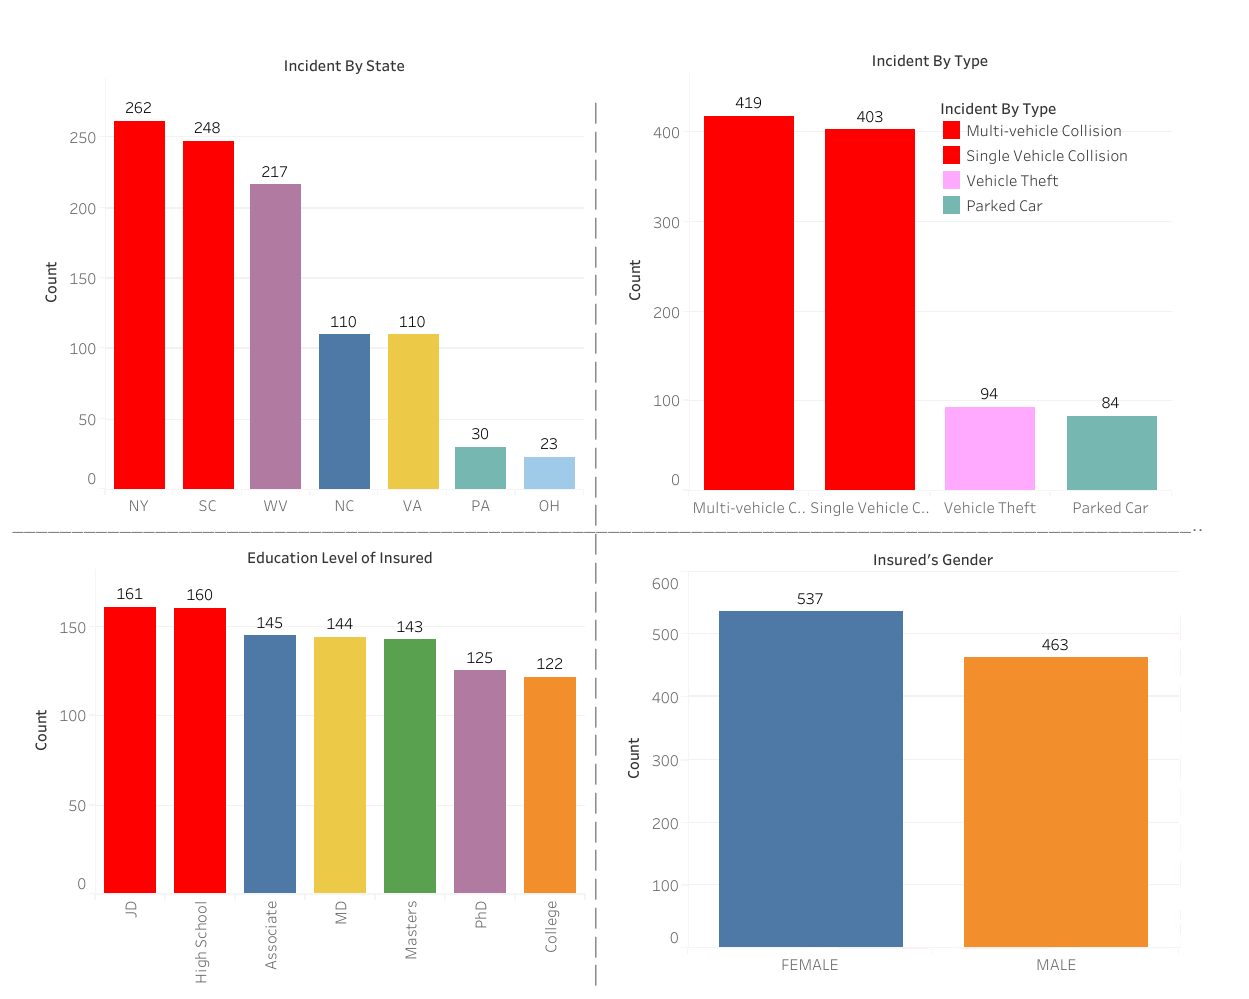 Incident By State
262
248
217
110
110
30
23
250
200
150
100
50
0
Count
NY SC WV NC VA PA OH
Incident By Type
419
403
94
84
400
300
200
100
0
Count
Incident By Type
Multi-vehicle Collision
Single Vehicle Collision
Vehicle Theft
Parked Car
Multi-vehicle C.. Single Vehicle C.. Vehicle Theft Parked Car
Education Level of Insured
161
160
145
144
143
125
122
150
100
50
0
Count
JD
High School
Associate
MD
Masters
PhD
College
Insured's Gender
537
463
600
500
400
300
200
100
0
Count
FEMALE MALE